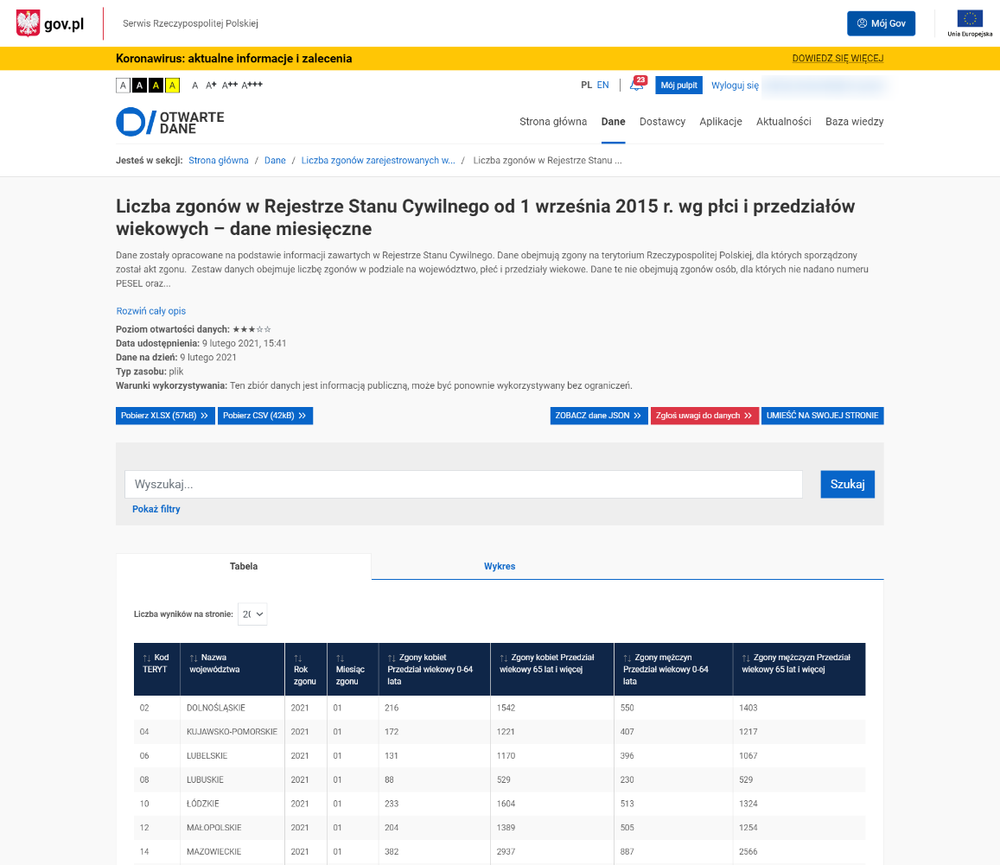 gov.pl
Serwis Rzeczypospolitej Polskiej
Mój Gov
Unia Europejska
Koronawirus: aktualne informacje i zalecenia
DOWIEDZ SIĘ WIĘCEJ
A A A A A A+ A++ A+++
PL EN
23
Mój pulpit
Wyloguj się
OTWARTE
DANE
Strona główna Dane Dostawcy Aplikacje Aktualności Baza wiedzy
Jesteś w sekcji: Strona główna / Dane / Liczba zgonów zarejestrowanych w... / Liczba zgonów w Rejestrze Stanu ...
Liczba zgonów w Rejestrze Stanu Cywilnego od 1 września 2015 r. wg płci i przedziałów
wiekowych – dane miesięczne
Dane zostały opracowane na podstawie informacji zawartych w Rejestrze Stanu Cywilnego. Dane obejmują zgony na terytorium Rzeczypospolitej Polskiej, dla których sporządzony
został akt zgonu. Zestaw danych obejmuje liczbę zgonów w podziale na województwo, płeć i przedziały wiekowe. Dane te nie obejmują zgonów osób, dla których nie nadano numeru
PESEL oraz...
Rozwiń cały opis
Poziom otwartości danych: ★★★☆☆
Data udostępnienia: 9 lutego 2021, 15:41
Dane na dzień: 9 lutego 2021
Typ zasobu: plik
Warunki wykorzystywania: Ten zbiór danych jest informacją publiczną, może być ponownie wykorzystywany bez ograniczeń.
Pobierz XLSX (57kB) Pobierz CSV (42kB) ZOBACZ dane JSON Zgłoś uwagi do danych UMIEŚĆ NA SWOJEJ STRONIE
Wyszukaj...
Szukaj
Pokaż filtry
Tabela
Wykres
Liczba wyników na stronie: 20
↑↓ Kod TERYT ↑↓ Nazwa województwa ↑↓ Rok zgonu ↑↓ Miesiąc zgonu ↑↓ Zgony kobiet Przedział wiekowy 0-64 lata ↑↓ Zgony kobiet Przedział wiekowy 65 lat i więcej ↑↓ Zgony mężczyn Przedział wiekowy 0-64 lata ↑↓ Zgony mężczyzn Przedział wiekowy 65 lat i więcej
02 DOLNOŚLĄSKIE 2021 01 216 1542 550 1403
04 KUJAWSKO-POMORSKIE 2021 01 172 1221 407 1217
06 LUBELSKIE 2021 01 131 1170 396 1067
08 LUBUSKIE 2021 01 88 529 230 529
10 ŁÓDZKIE 2021 01 233 1604 513 1324
12 MAŁOPOLSKIE 2021 01 204 1389 505 1254
14 MAZOWIECKIE 2021 01 382 2937 887 2566